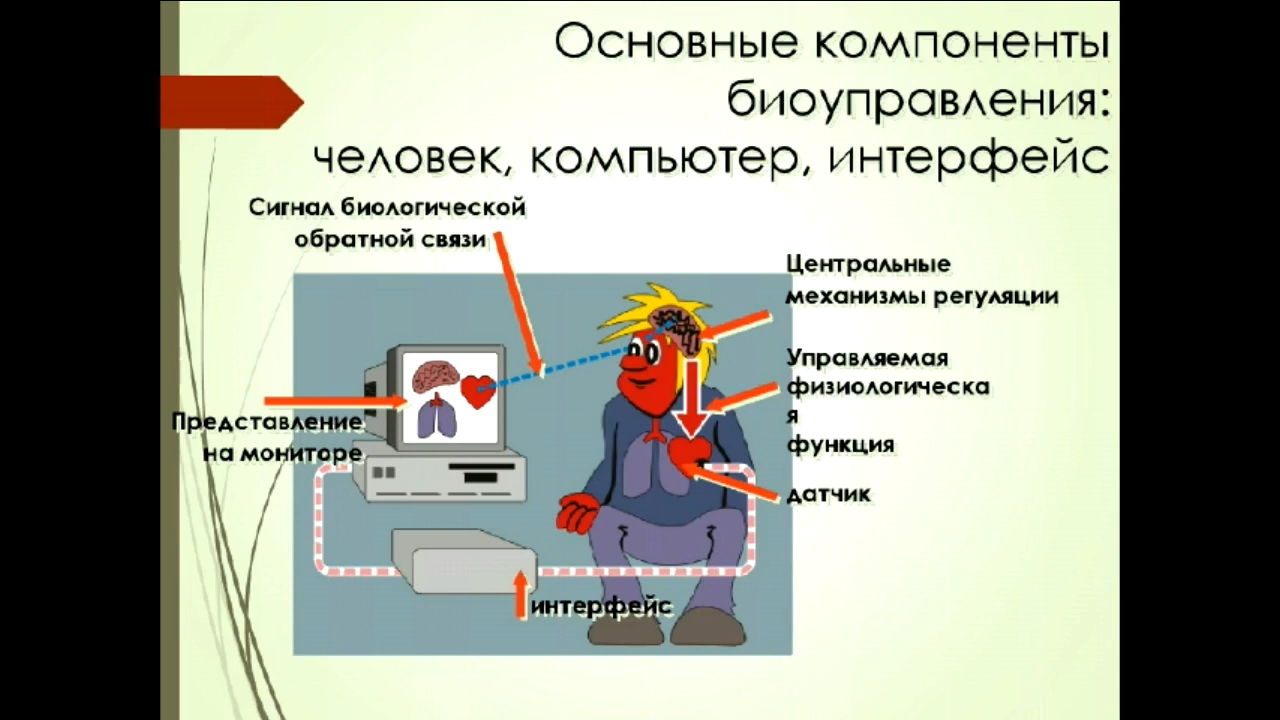 Основные компоненты
биоуправления:
человек, компьютер, интерфейс
Сигнал биологической
обратной связи
Центральные
механизмы регуляции
Управляемая
физиологическа
я
функция
Представление
на мониторе
датчик
интерфейс